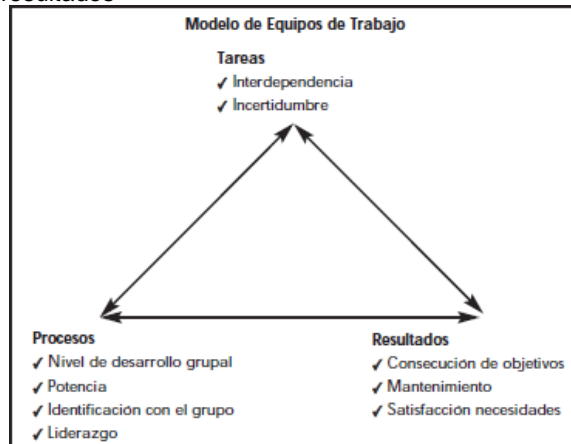 resultados
Modelo de Equipos de Trabajo
Tareas
✓ Interdependencia
✓ Incertidumbre
Procesos
✓ Nivel de desarrollo grupal
✓ Potencia
✓ Identificación con el grupo
✓ Liderazgo
Resultados
✓ Consecución de objetivos
✓ Mantenimiento
✓ Satisfacción necesidades